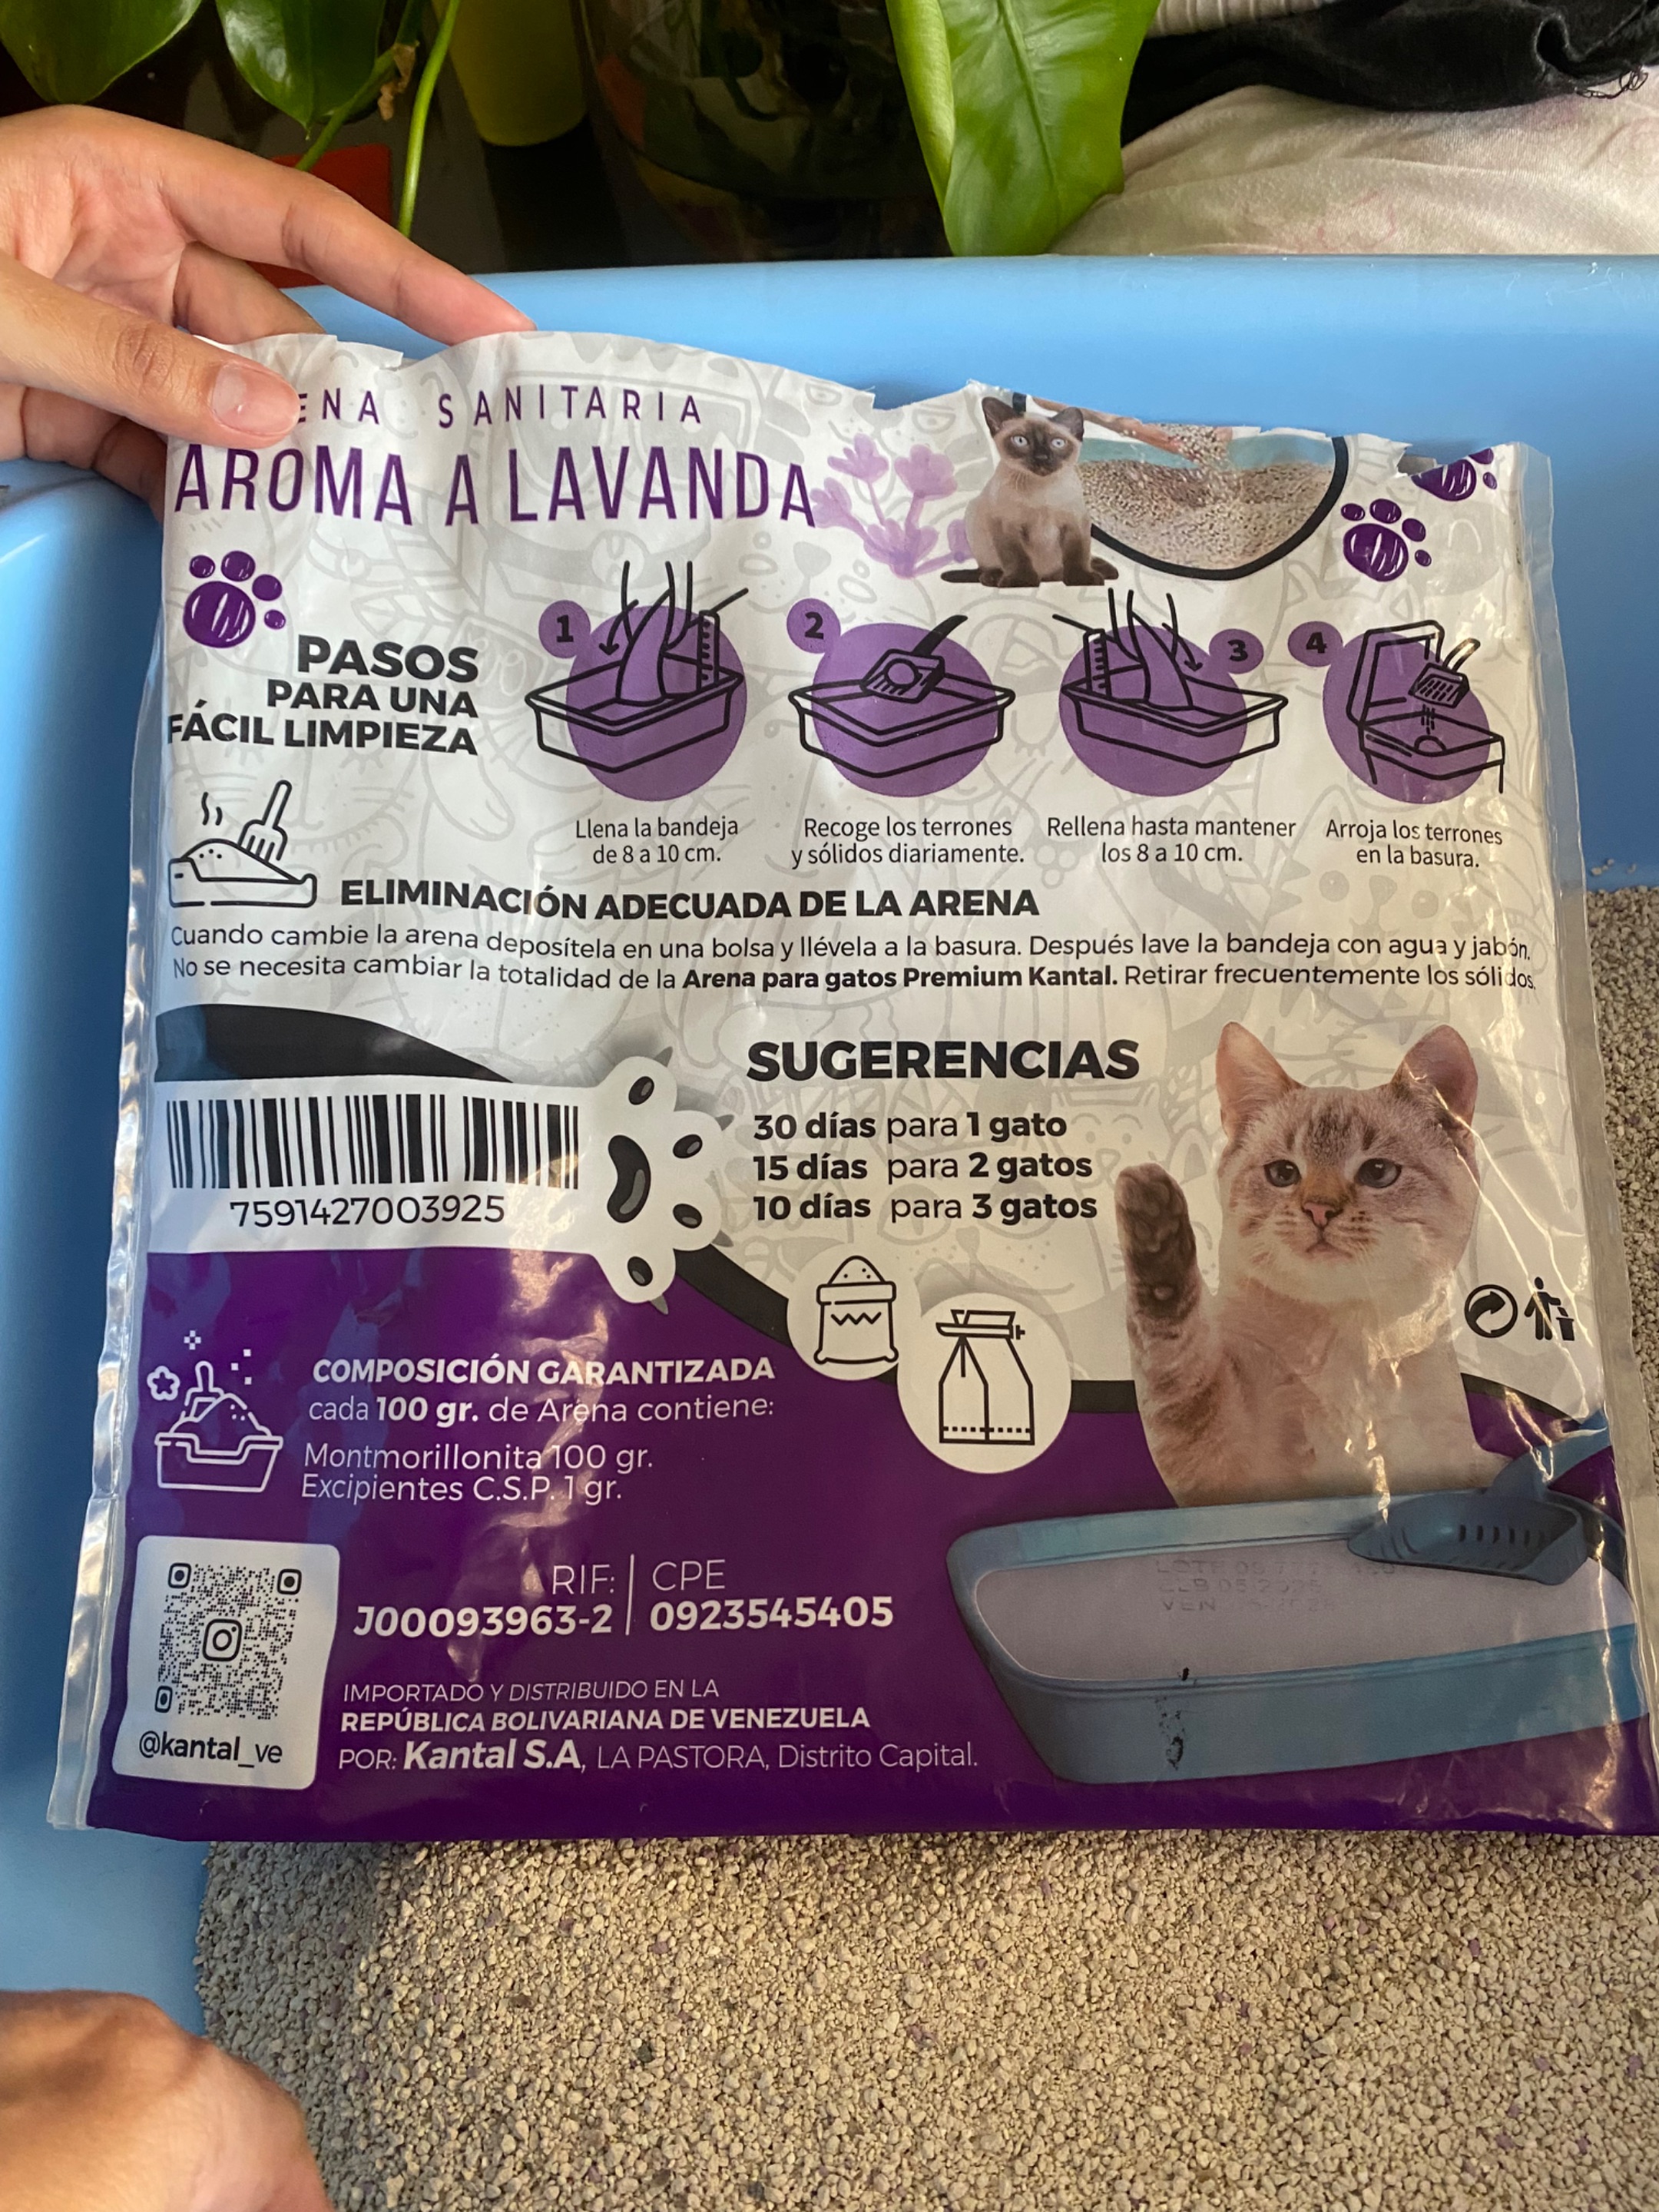 ENA SANITARIA
AROMA A LAVANDA
PASOS
PARA UNA
FÁCIL LIMPIEZA
1
Llena la bandeja
de 8 a 10 cm.
2
Recoge los terrones
y sólidos diariamente.
3
Rellena hasta mantener
los 8 a 10 cm.
4
Arroja los terrones
en la basura.
ELIMINACIÓN ADECUADA DE LA ARENA
Cuando cambie la arena deposítela en una bolsa y llévela a la basura. Después lave la bandeja con agua y jabón.
No se necesita cambiar la totalidad de la Arena para gatos Premium Kantal. Retirar frecuentemente los sólidos.
SUGERENCIAS
30 días para 1 gato
15 días para 2 gatos
10 días para 3 gatos
7591427003925
COMPOSICIÓN GARANTIZADA
cada 100 gr. de Arena contiene:
Montmorillonita 100 gr.
Excipientes C.S.P. 1 gr.
RIF: J00093963-2
CPE 0923545405
@kantal_ve
IMPORTADO Y DISTRIBUIDO EN LA
REPÚBLICA BOLIVARIANA DE VENEZUELA
POR: Kantal S.A, LA PASTORA, Distrito Capital.